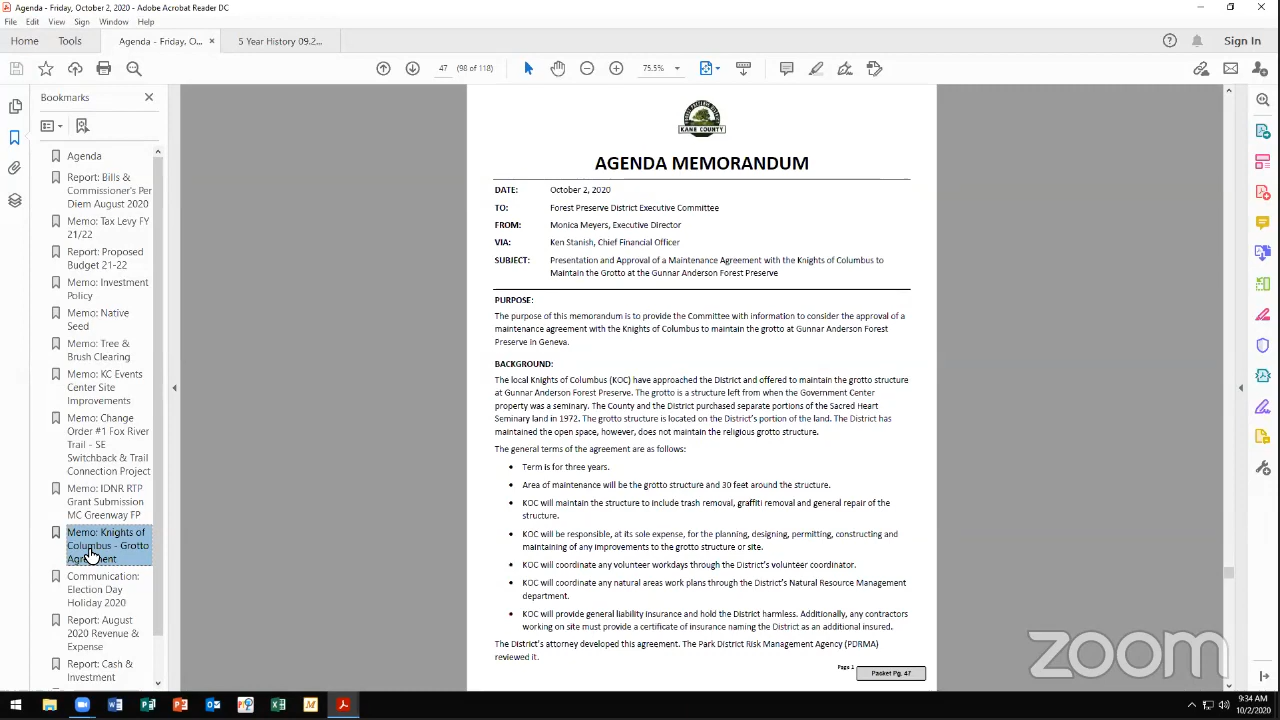 Agenda - Friday, October 2, 2020 - Adobe Acrobat Reader DC
File Edit View Sign Window Help
Home Tools Agenda - Friday, O... × 5 Year History 09.2... Sign In
47 (98 of 118) 75.5%
Bookmarks
Agenda
Report: Bills &
Commissioner's Per
Diem August 2020
Memo: Tax Levy FY
21/22
Report: Proposed
Budget 21-22
Memo: Investment
Policy
Memo: Native
Seed
Memo: Tree &
Brush Clearing
Memo: KC Events
Center Site
Improvements
Memo: Change
Order #1 Fox River
Trail - SE
Switchback & Trail
Connection Project
Memo: IDNR RTP
Grant Submission
MC Greenway FP
Memo: Knights of
Columbus - Grotto
Agreement
Communication:
Election Day
Holiday 2020
Report: August
2020 Revenue &
Expense
Report: Cash &
Investment
KANE COUNTY
AGENDA MEMORANDUM
DATE: October 2, 2020
TO: Forest Preserve District Executive Committee
FROM: Monica Meyers, Executive Director
VIA: Ken Stanish, Chief Financial Officer
SUBJECT: Presentation and Approval of a Maintenance Agreement with the Knights of Columbus to
Maintain the Grotto at the Gunnar Anderson Forest Preserve
PURPOSE:
The purpose of this memorandum is to provide the Committee with information to consider the approval of a
maintenance agreement with the Knights of Columbus to maintain the grotto at Gunnar Anderson Forest
Preserve in Geneva.
BACKGROUND:
The local Knights of Columbus (KOC) have approached the District and offered to maintain the grotto structure
at Gunnar Anderson Forest Preserve. The grotto is a structure left from when the Government Center
property was a seminary. The County and the District purchased separate portions of the Sacred Heart
Seminary land in 1972. The grotto structure is located on the District's portion of the land. The District has
maintained the open space, however, does not maintain the religious grotto structure.
The general terms of the agreement are as follows:
• Term is for three years.
• Area of maintenance will be the grotto structure and 30 feet around the structure.
• KOC will maintain the structure to include trash removal, graffiti removal and general repair of the
structure.
• KOC will be responsible, at its sole expense, for the planning, designing, permitting, constructing and
maintaining of any improvements to the grotto structure or site.
• KOC will coordinate any volunteer workdays through the District's volunteer coordinator.
• KOC will coordinate any natural areas work plans through the District's Natural Resource Management
department.
• KOC will provide general liability insurance and hold the District harmless. Additionally, any contractors
working on site must provide a certificate of insurance naming the District as an additional insured.
The District's attorney developed this agreement. The Park District Risk Management Agency (PDRMA)
reviewed it.
Page 1
Packet Pg. 47
zoom
9:34 AM
10/2/2020